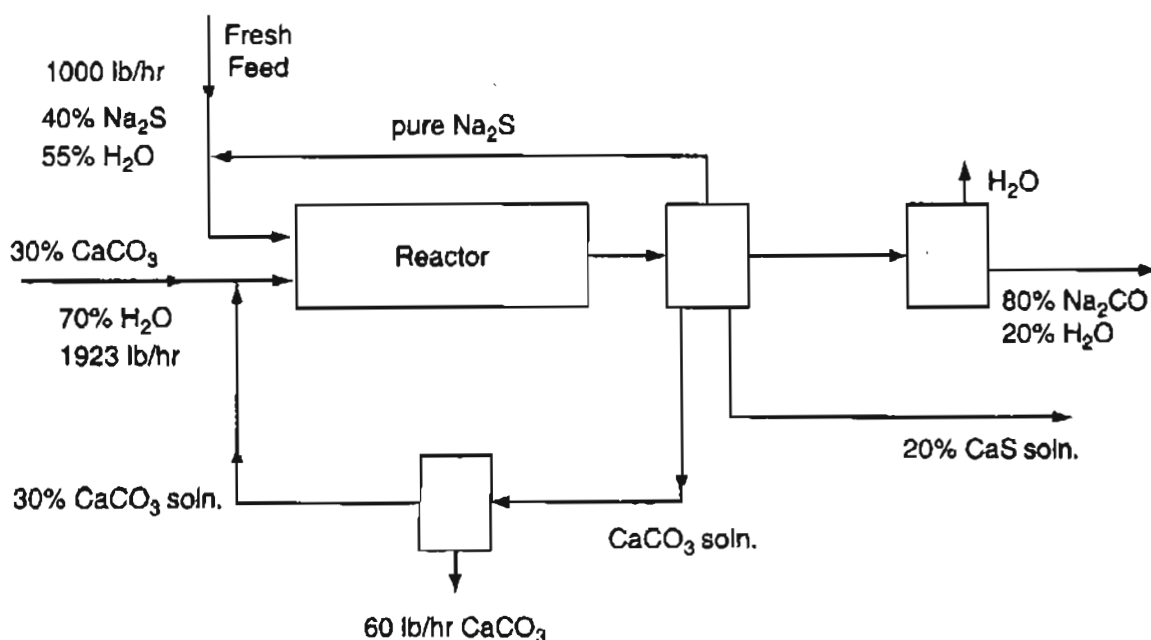 Fresh
Feed
1000 lb/hr
40% Na₂S
55% H₂O
pure Na₂S
H₂O
30% CaCO₃
Reactor
70% H₂O
1923 lb/hr
80% Na₂CO
20% H₂O
20% CaS soln.
30% CaCO₃ soln.
CaCO₃ soln.
60 lb/hr CaCO₃